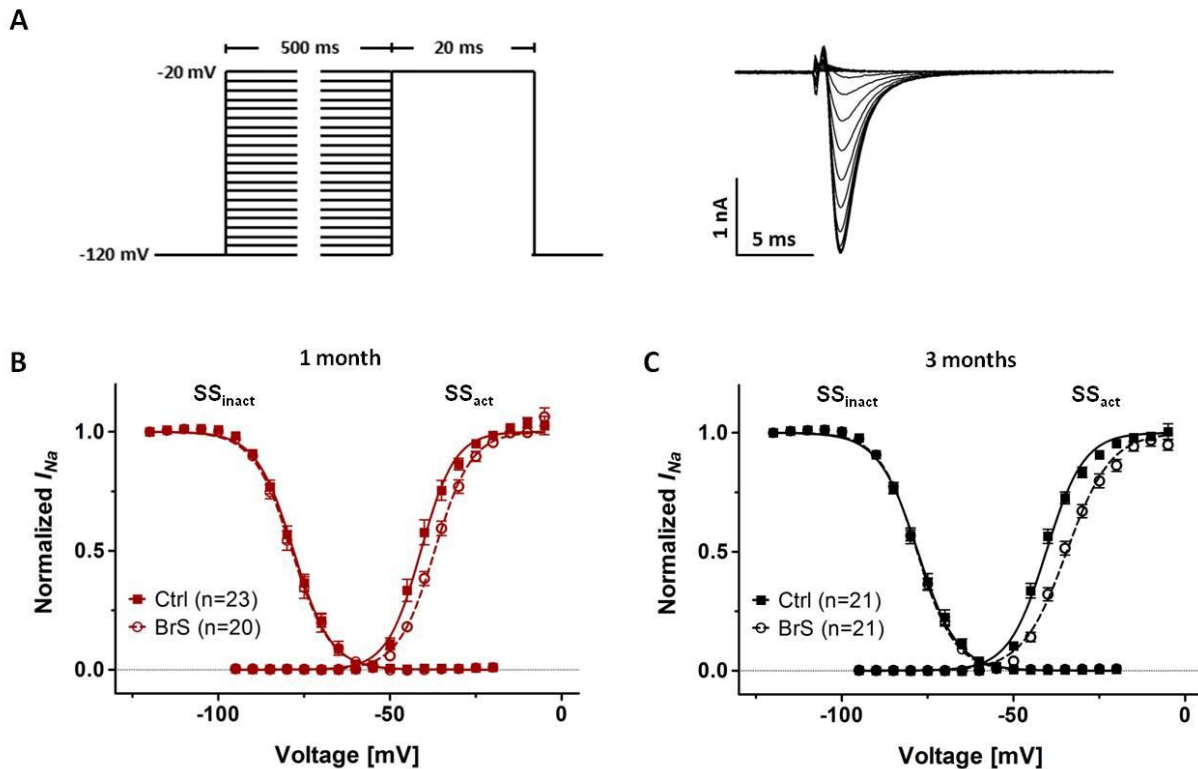 A
500 ms
20 ms
-20 mV
-120 mV
1 nA
5 ms
B
1 month
SSinact
SSact
1.0
0.5
0.0
Normalized INa
Ctrl (n=23)
BrS (n=20)
-100
-50
0
Voltage [mV]
C
3 months
SSinact
SSact
1.0
0.5
0.0
Normalized INa
Ctrl (n=21)
BrS (n=21)
-100
-50
0
Voltage [mV]